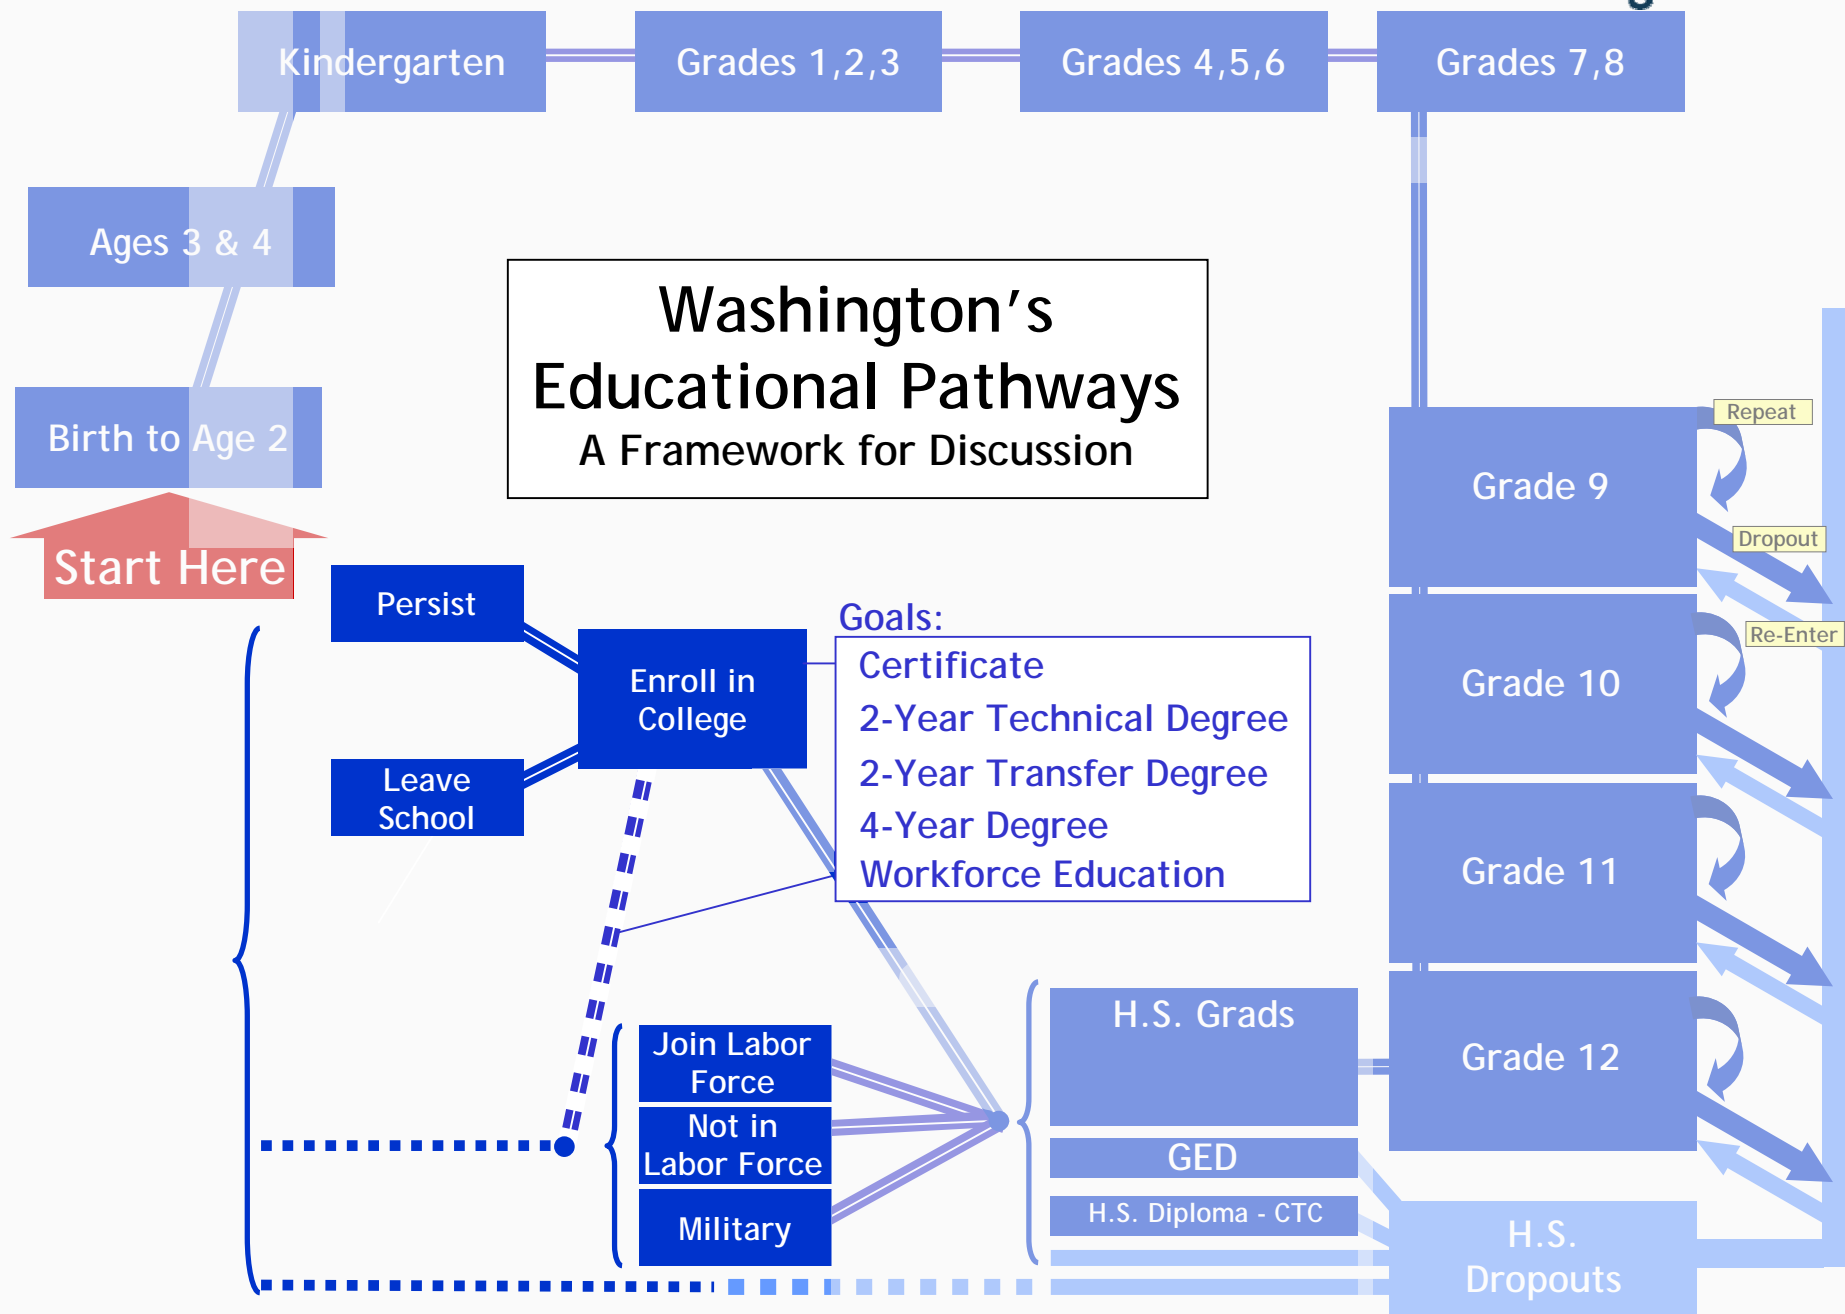 Kindergarten
Grades 1,2,3
Grades 4,5,6
Grades 7,8
Ages 3 & 4
Birth to Age 2
Start Here
Washington's
Educational Pathways
A Framework for Discussion
Repeat
Grade 9
Dropout
Re-Enter
Grade 10
Grade 11
Grade 12
Persist
Enroll in
College
Leave
School
Goals:
Certificate
2-Year Technical Degree
2-Year Transfer Degree
4-Year Degree
Workforce Education
Join Labor
Force
Not in
Labor Force
Military
H.S. Grads
GED
H.S. Diploma - CTC
H.S.
Dropouts